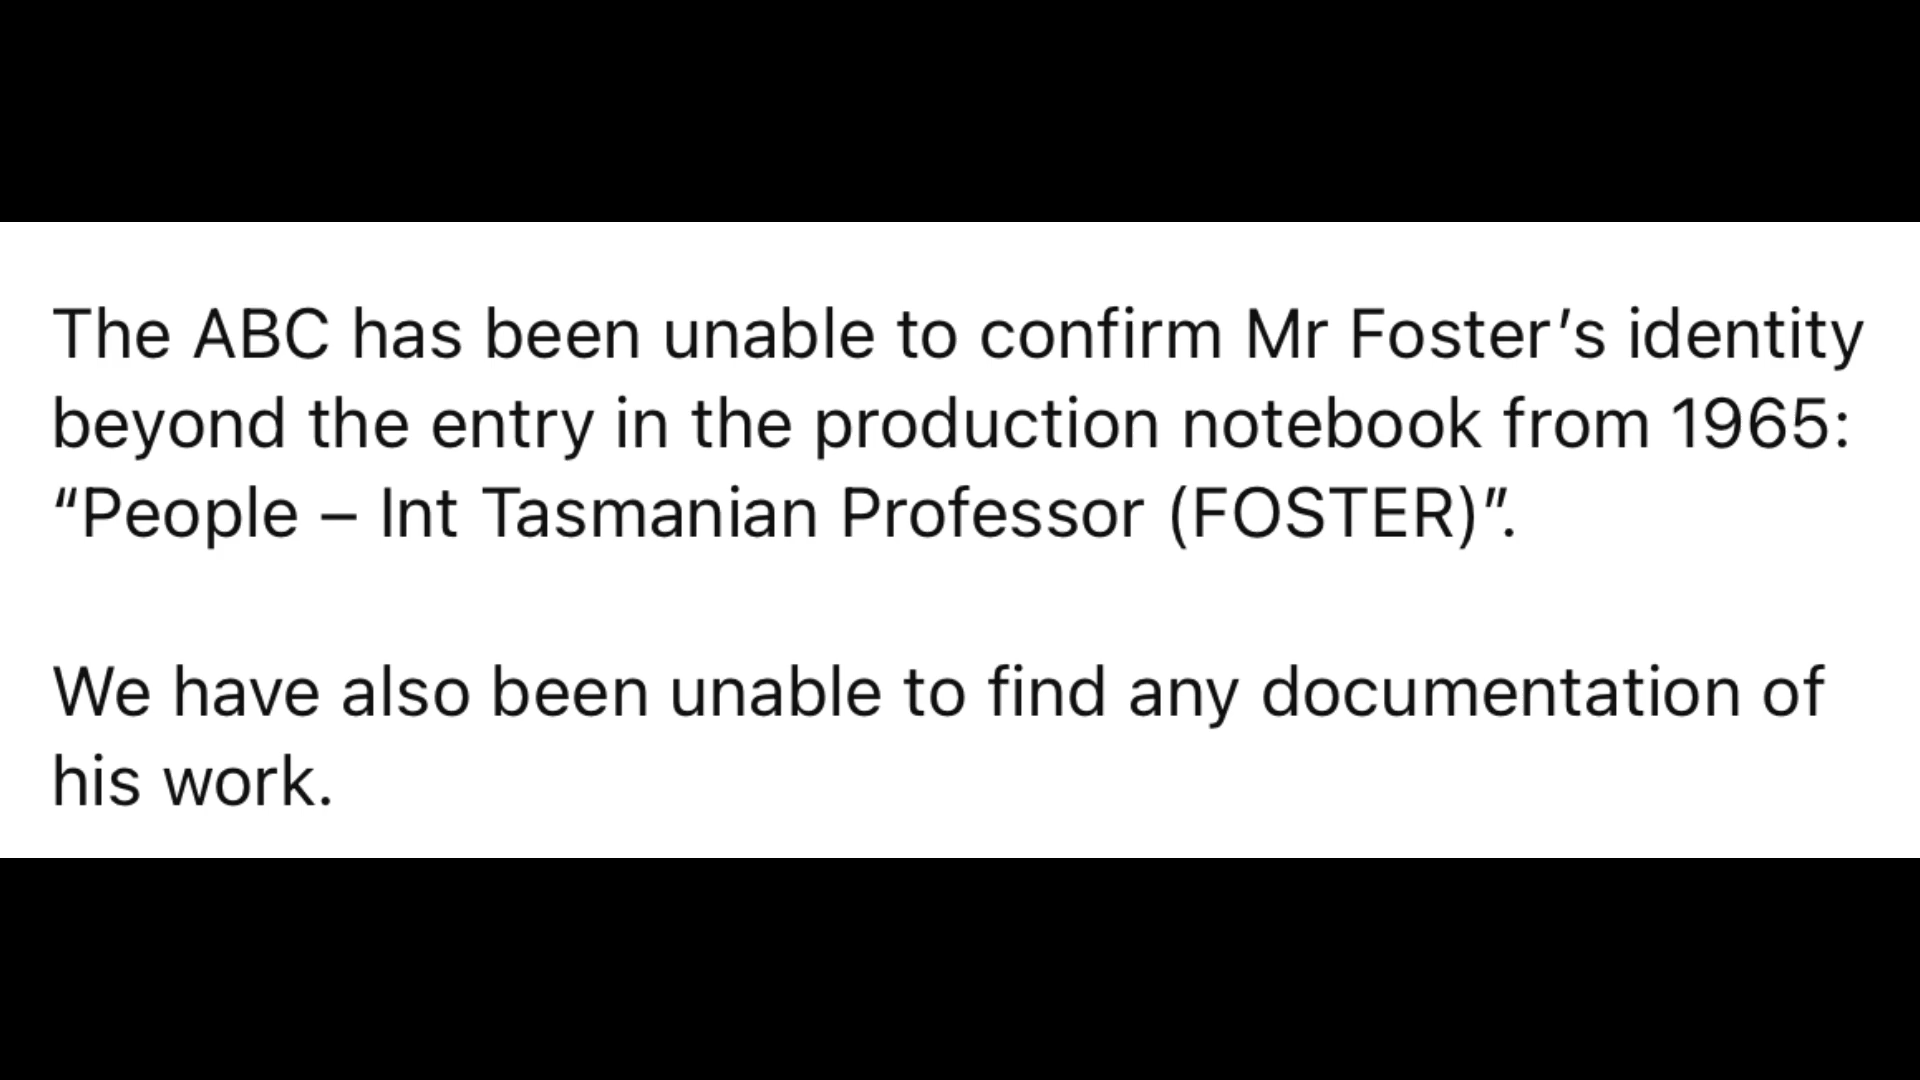 The ABC has been unable to confirm Mr Foster’s identity
beyond the entry in the production notebook from 1965:
“People – Int Tasmanian Professor (FOSTER)”.
We have also been unable to find any documentation of
his work.